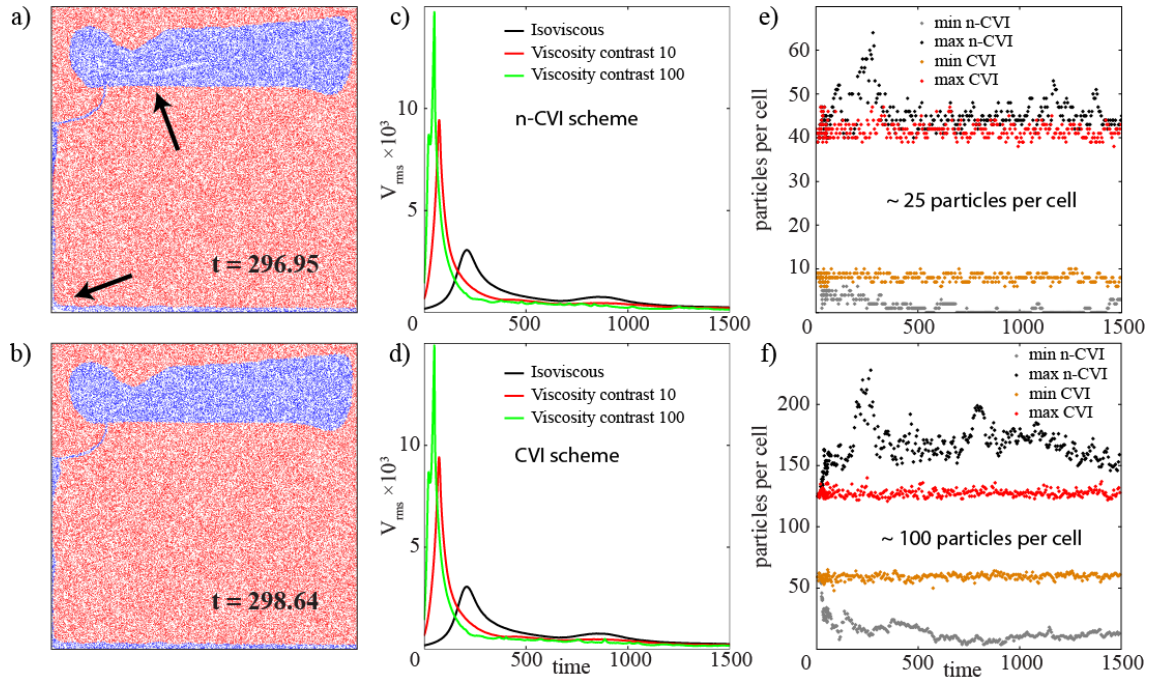 a)
t = 296.95
b)
t = 298.64
c)
Isoviscous
Viscosity contrast 10
Viscosity contrast 100
n-CVI scheme
Vrms ×10³
10
5
0
500
1000
1500
d)
Isoviscous
Viscosity contrast 10
Viscosity contrast 100
CVI scheme
Vrms ×10³
10
5
0
500
1000
1500
time
e)
min n-CVI
max n-CVI
min CVI
max CVI
~ 25 particles per cell
particles per cell
60
50
40
30
20
10
0
500
1000
1500
f)
min n-CVI
max n-CVI
min CVI
max CVI
~ 100 particles per cell
particles per cell
200
150
100
50
0
500
1000
1500
time